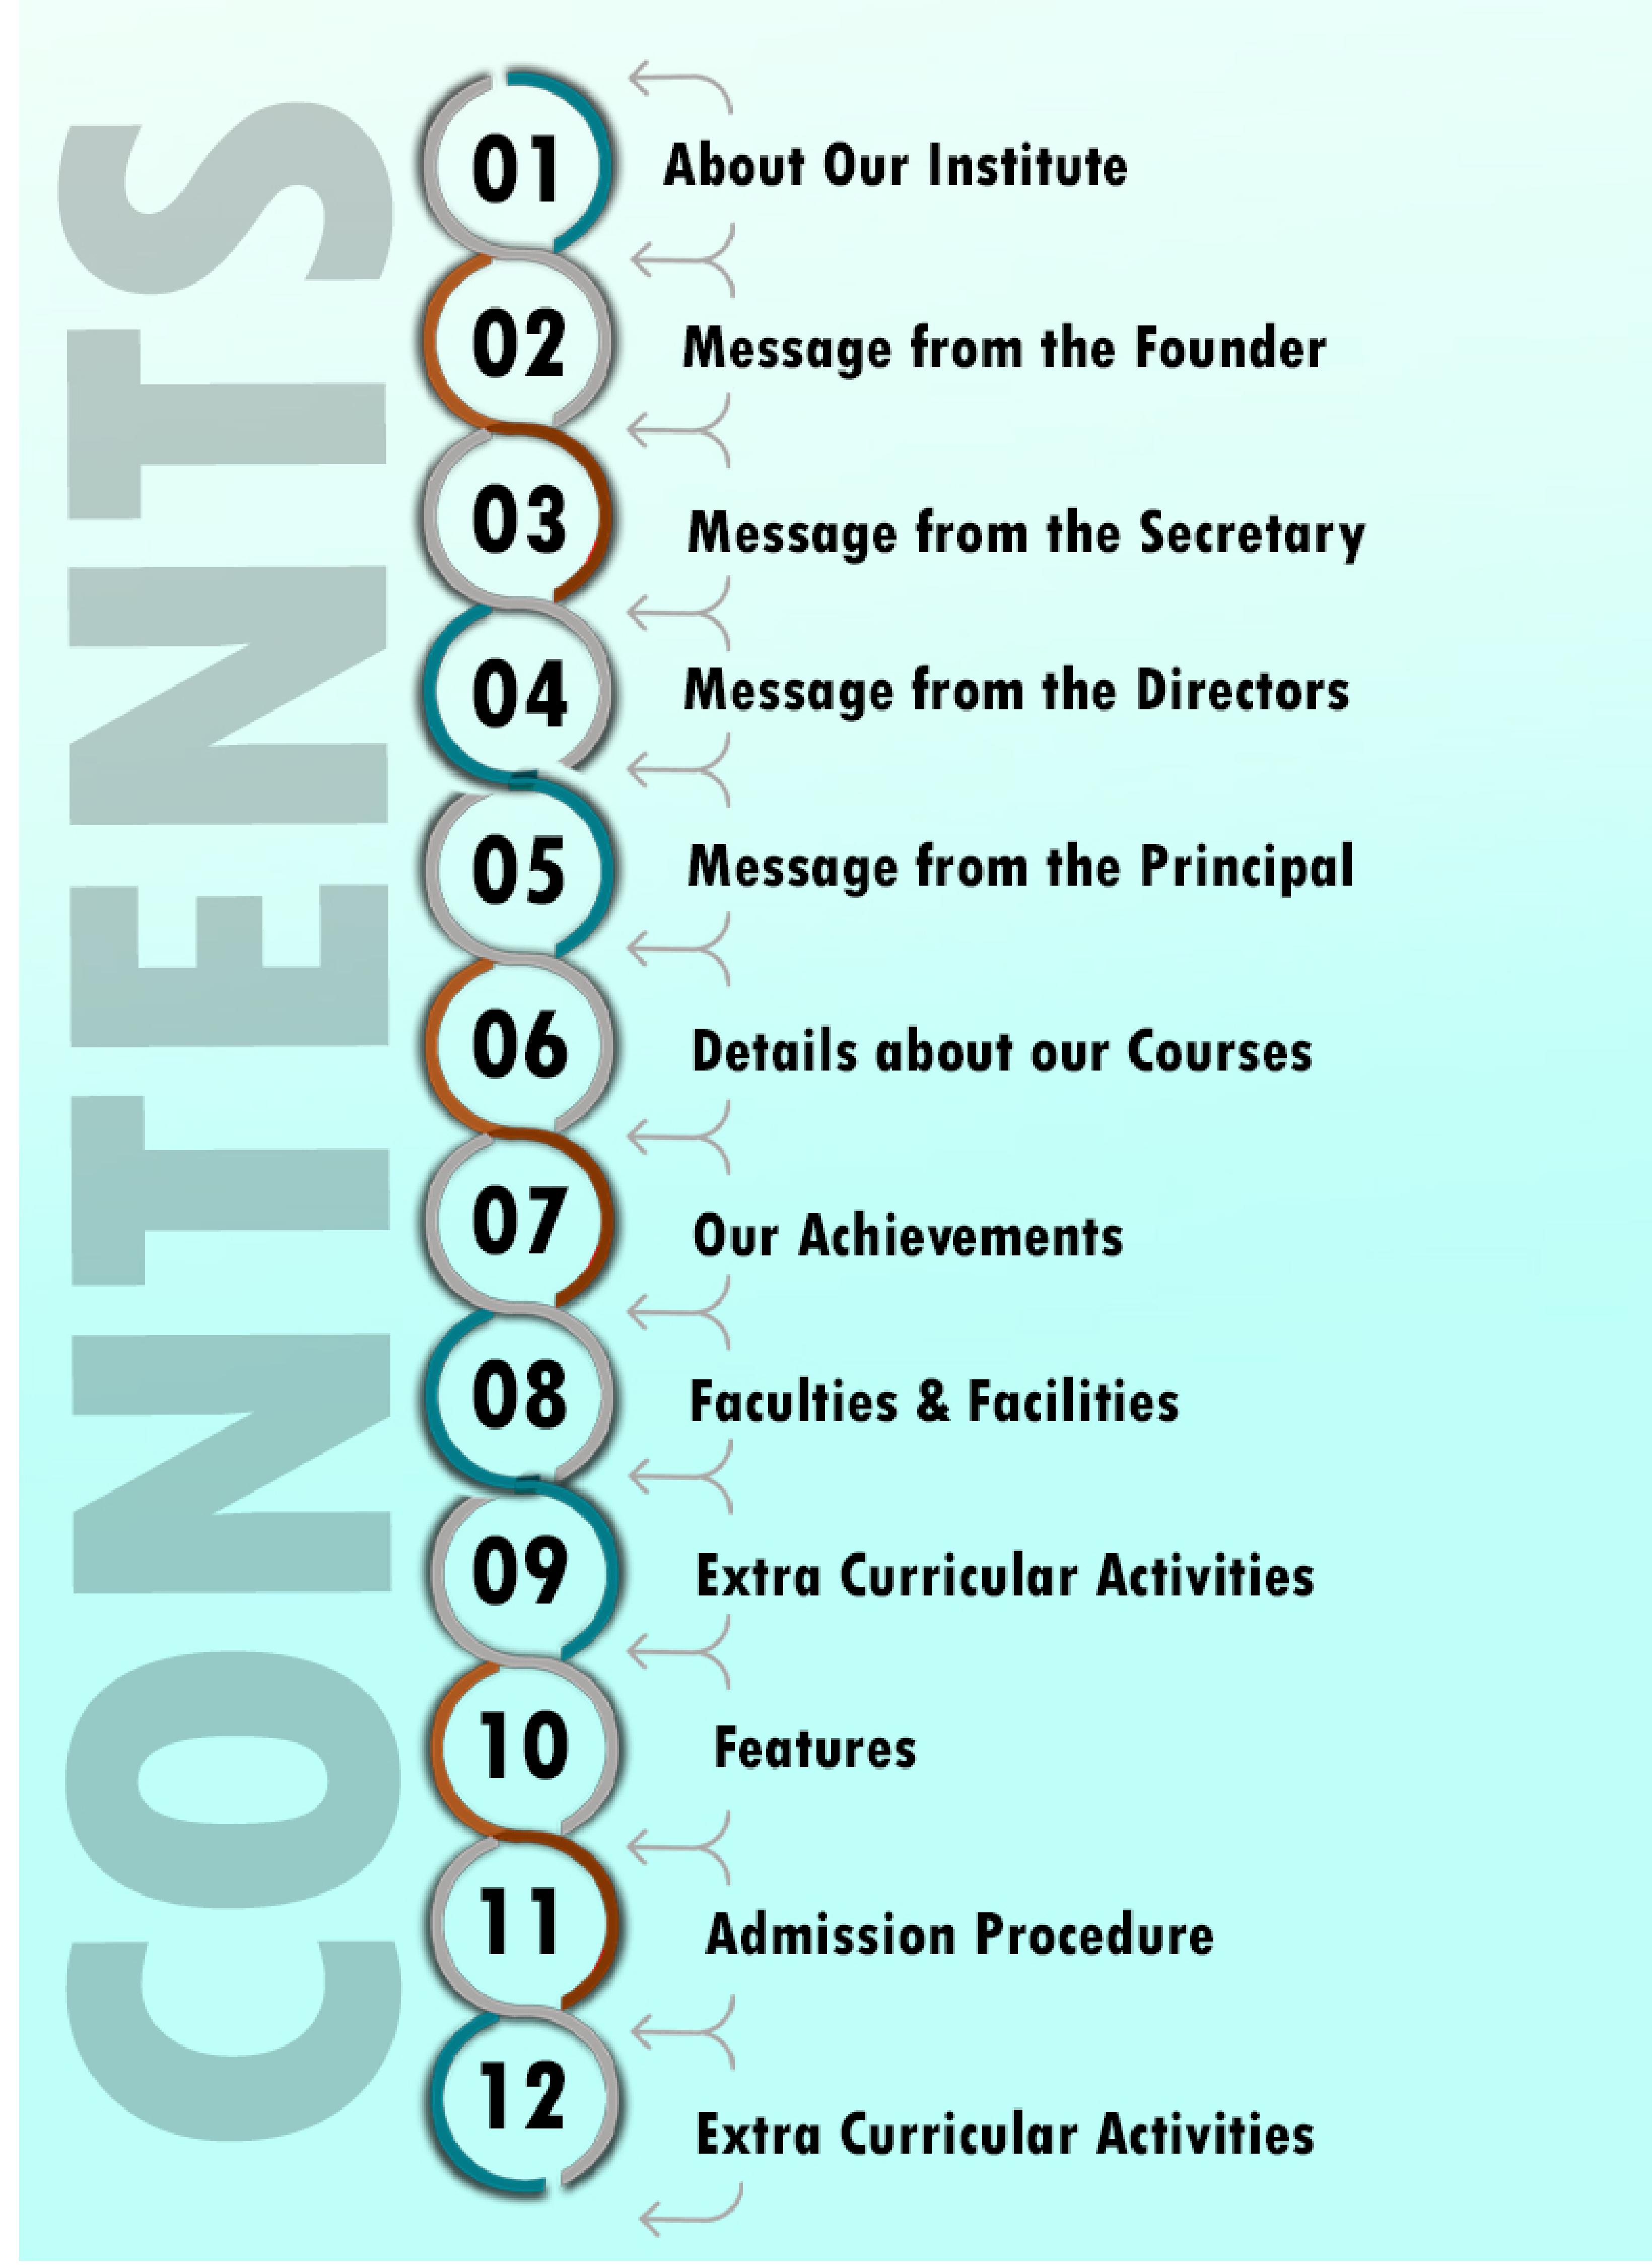 CONTENTS
01 About Our Institute
02 Message from the Founder
03 Message from the Secretary
04 Message from the Directors
05 Message from the Principal
06 Details about our Courses
07 Our Achievements
08 Faculties & Facilities
09 Extra Curricular Activities
10 Features
11 Admission Procedure
12 Extra Curricular Activities